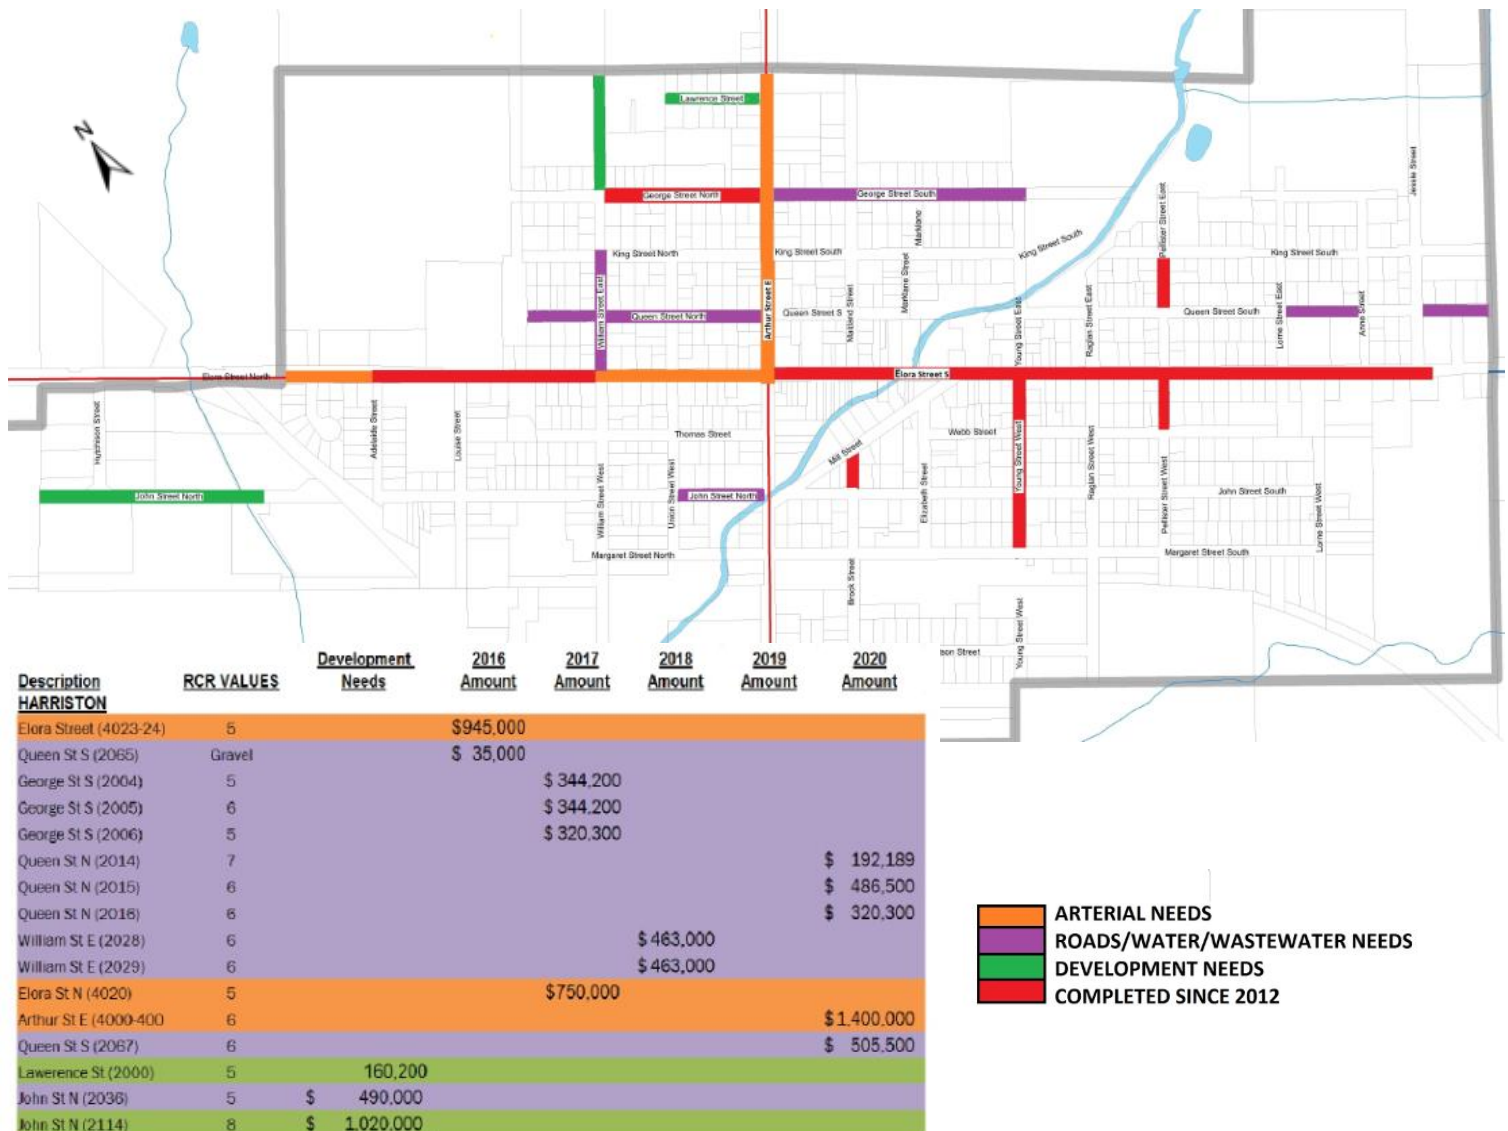 N
Lawrence Street
George Street North
George Street South
Marklane
Pellister Street East
Jessie Street
King Street North
King Street South
King Street South
King Street South
William Street East
Queen Street North
Arthur Street E
Queen Street S
Maitland Street
Marklane Street
Young Street East
Raglan Street East
Queen Street South
Lorne Street East
Anne Street
Elora Street North
Elora Street S
Hutchison Street
Adelaide Street
Louise Street
Thomas Street
Mill Street
Webb Street
John Street North
William Street West
Union Street West
John Street North
Elizabeth Street
Young Street West
Raglan Street West
Pellister Street West
John Street South
Lorne Street West
Margaret Street North
Margaret Street South
Brook Street
Young Street West
son Street
Development 2016 2017 2018 2019 2020
Description RCR VALUES Needs Amount Amount Amount Amount Amount
HARRISTON
Elora Street (4023-24) 5 $945,000
Queen St S (2065) Gravel $ 35,000
George St S (2004) 5 $ 344,200
George St S (2005) 6 $ 344,200
George St S (2006) 5 $ 320,300
Queen St N (2014) 7 $ 192,189
Queen St N (2015) 6 $ 486,500
Queen St N (2016) 6 $ 320,300
William St E (2028) 6 $ 463,000
William St E (2029) 6 $ 463,000
Elora St N (4020) 5 $750,000
Arthur St E (4000-400 6 $1,400,000
Queen St S (2067) 6 $ 505,500
Lawerence St (2000) 5 160,200
John St N (2036) 5 $ 490,000
John St N (2114) 8 $ 1,020,000
ARTERIAL NEEDS
ROADS/WATER/WASTEWATER NEEDS
DEVELOPMENT NEEDS
COMPLETED SINCE 2012